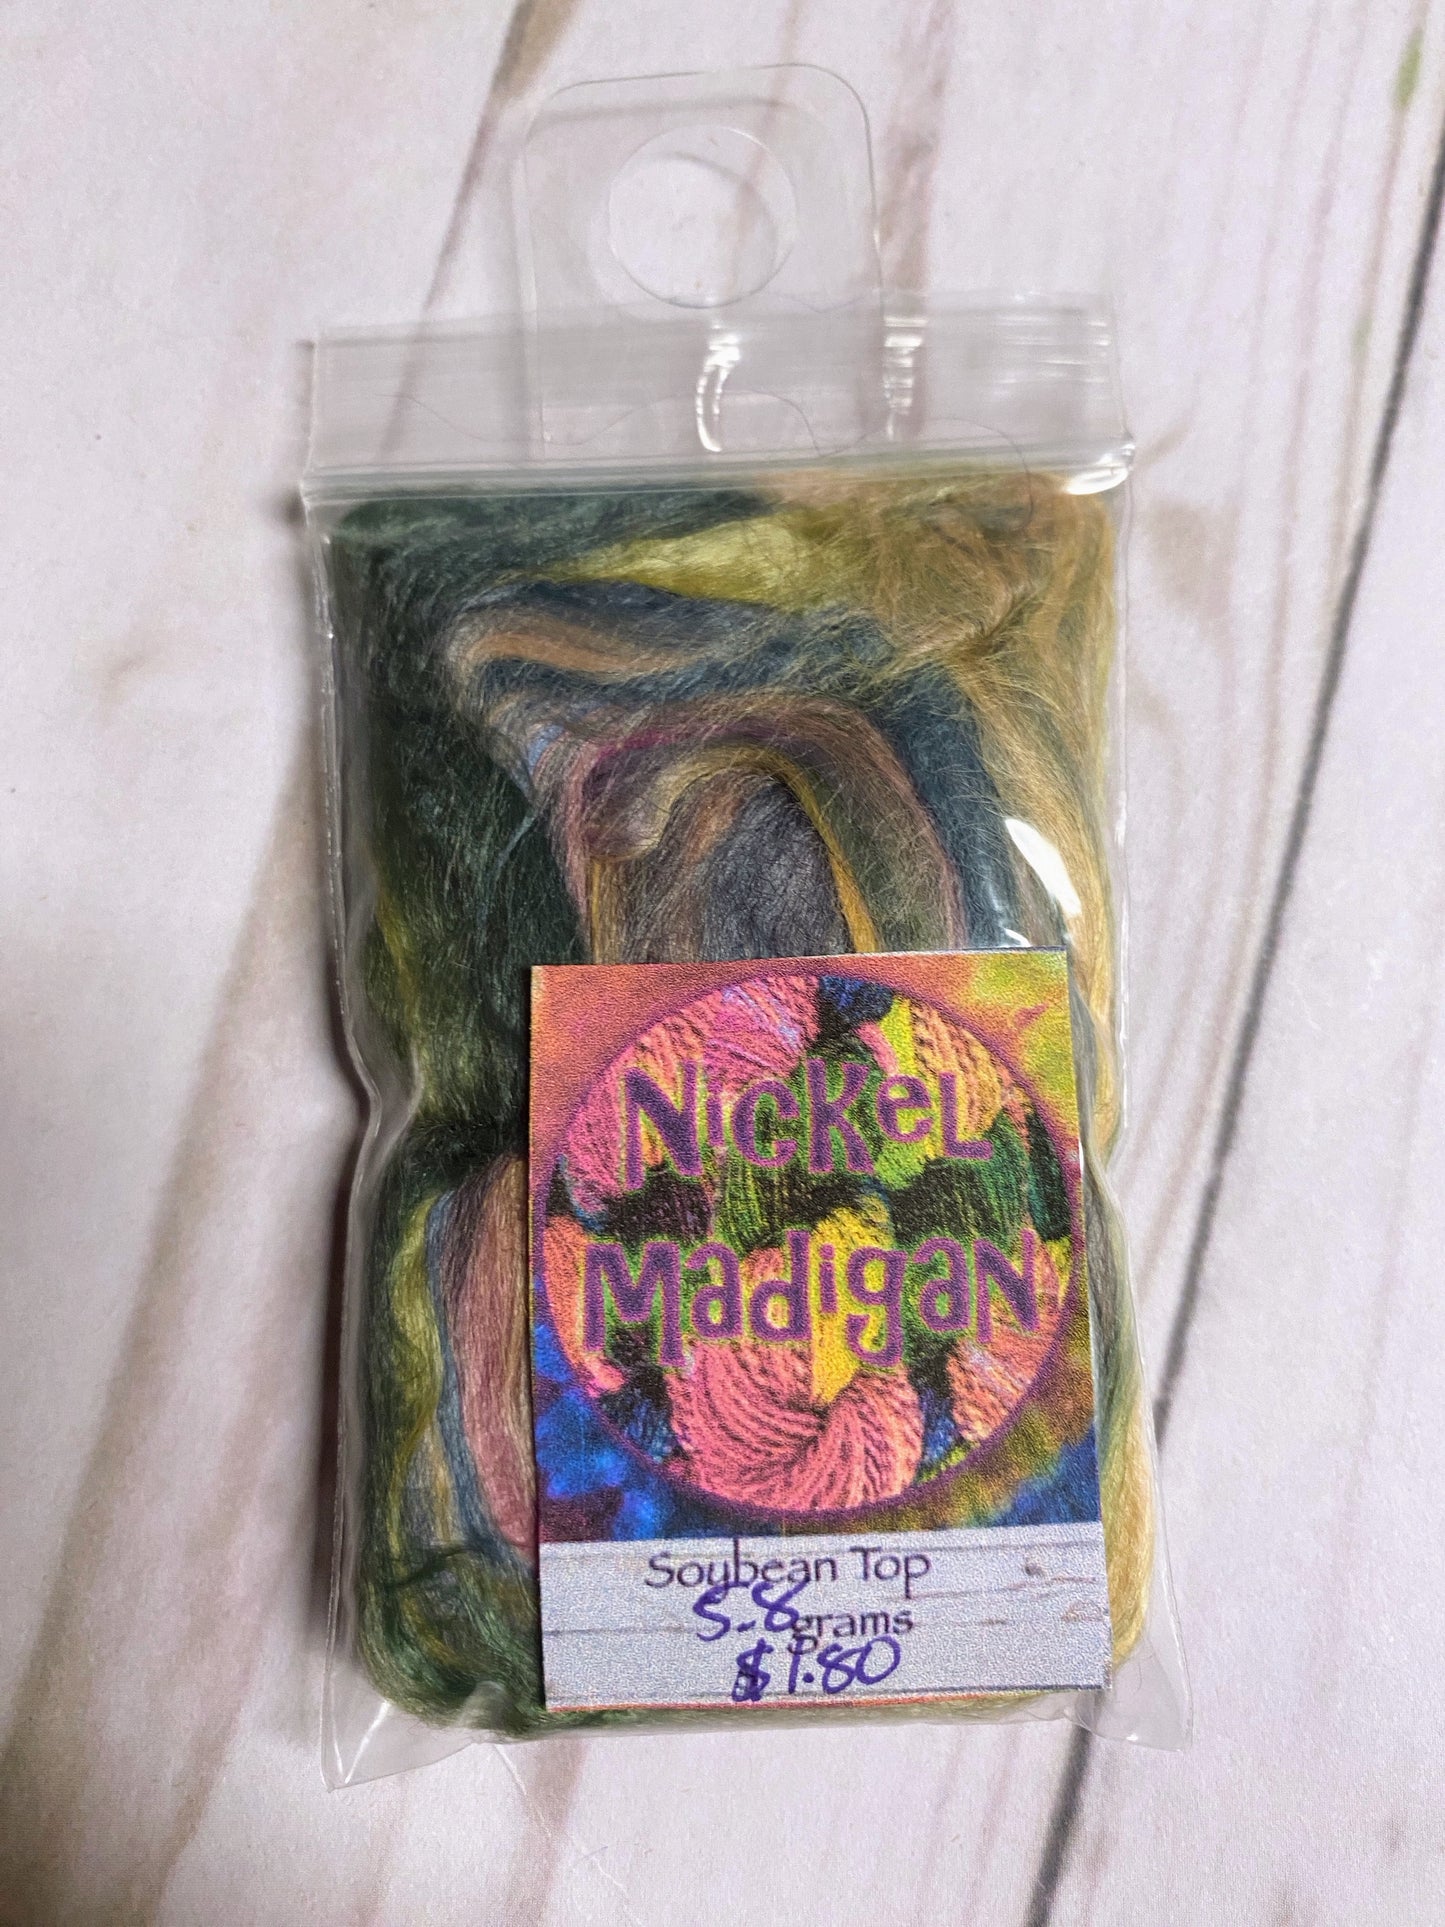 Nickel
Madigan
Soybean Top
5.8 grams
$1.80